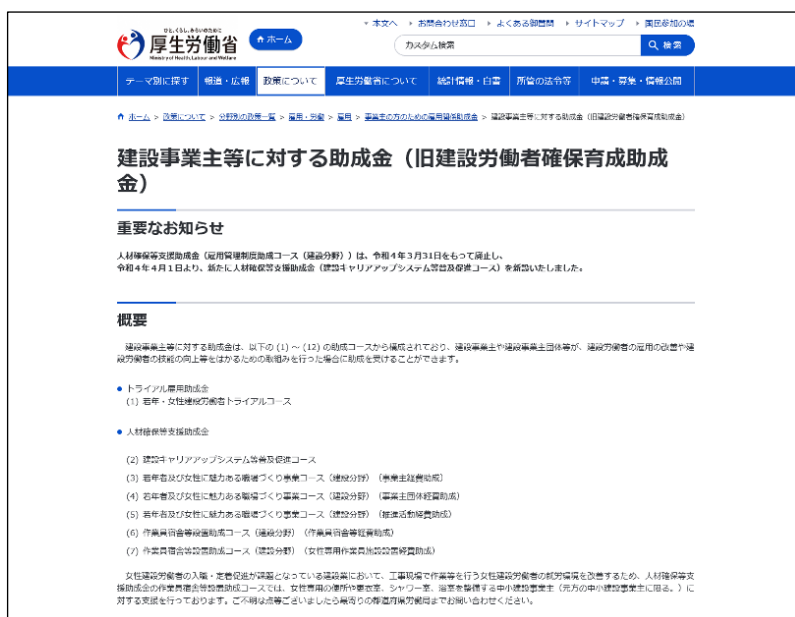 本文へ お問合わせ窓口 よくある御質問 サイトマップ 国民参加の場
ひと、くらし、みらいのために
厚生労働省
Ministry of Health, Labour and Welfare
ホーム
カスタム検索
検索
テーマ別に探す 報道・広報 政策について 厚生労働省について 統計情報・白書 所管の法令等 申請・募集・情報公開
ホーム > 政策について > 分野別の政策一覧 > 雇用・労働 > 雇用 > 事業主の方のための雇用関係助成金 > 建設事業主等に対する助成金(旧建設労働者確保育成助成金)
建設事業主等に対する助成金(旧建設労働者確保育成助成
金)
重要なお知らせ
人材確保等支援助成金(雇用管理制度助成コース(建設分野))は、令和4年3月31日をもって廃止し、
令和4年4月1日より、新たに人材確保等支援助成金(建設キャリアアップシステム等普及促進コース)を新設いたしました。
概要
建設事業主等に対する助成金は、以下の(1)~(12)の助成コースから構成されており、建設事業主や建設事業主団体等が、建設労働者の雇用の改善や建
設労働者の技能の向上等をはかるための取組みを行った場合に助成を受けることができます。
● トライアル雇用助成金
(1) 若年・女性建設労働者トライアルコース
● 人材確保等支援助成金
(2) 建設キャリアアップシステム等普及促進コース
(3) 若年者及び女性に魅力ある職場づくり事業コース(建設分野)(事業主経費助成)
(4) 若年者及び女性に魅力ある職場づくり事業コース(建設分野)(事業主団体経費助成)
(5) 若年者及び女性に魅力ある職場づくり事業コース(建設分野)(推進活動経費助成)
(6) 作業員宿舎等設置助成コース(建設分野)(作業員宿舎等経費助成)
(7) 作業員宿舎等設置助成コース(建設分野)(女性専用作業員施設設置経費助成)
女性建設労働者の入職・定着促進が課題となっている建設業において、工事現場で作業等を行う女性建設労働者の就労環境を改善するため、人材確保等支
援助成金の作業員宿舎等設置助成コースでは、女性専用の便所や更衣室、シャワー室、浴室を整備する中小建設事業主(元方の中小建設事業主に限る。)に
対する支援を行っております。ご不明な点等ございましたら最寄りの都道府県労働局までお問い合わせください。